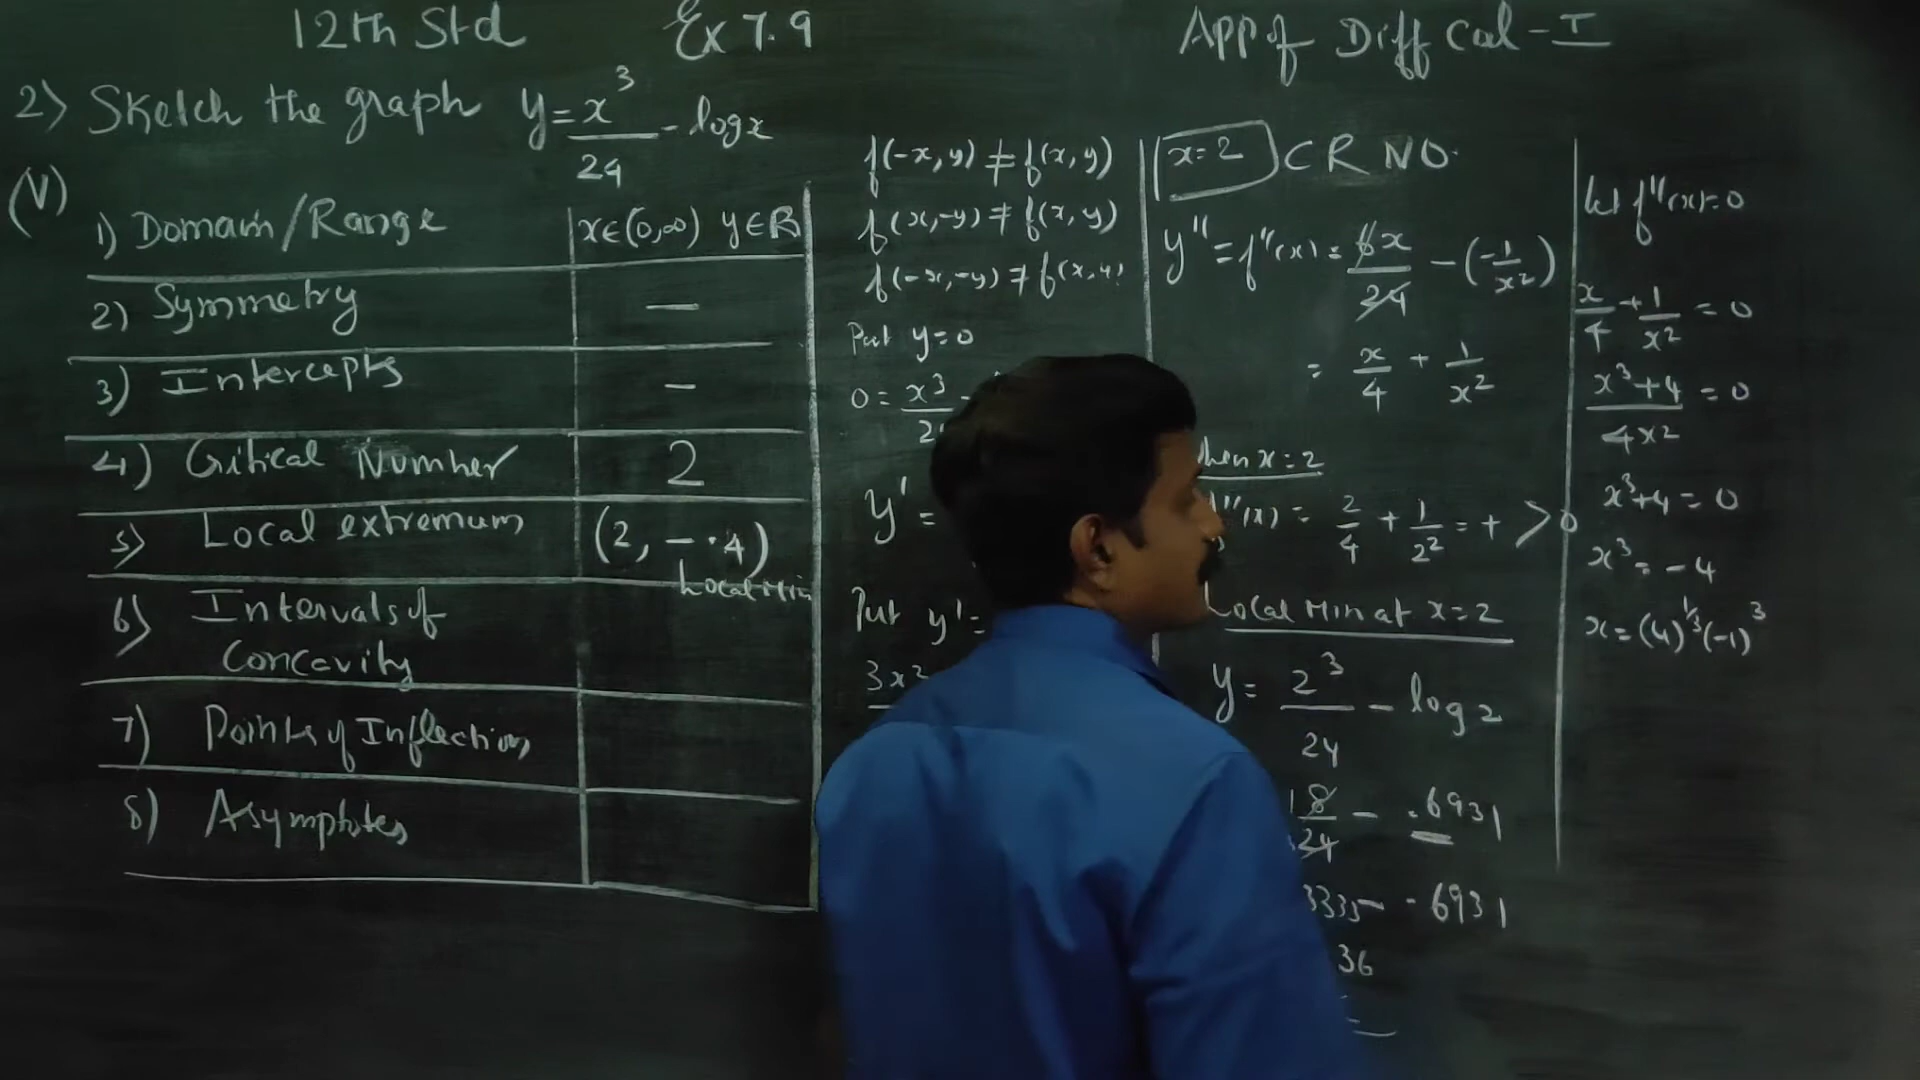 12th Std Ex 7.9 App of Diff Cal-I
2) Sketch the graph y = x³/24 - log x
(V)
1) Domain/Range x∈(0,∞) y∈R
2) Symmetry —
3) Intercepts –
4) Critical Number 2
5) Local extremum (2, -.4)
Local Min
6) Intervals of
Concavity
7) Points of Inflection
8) Asymptotes
f(-x, y) ≠ f(x, y)
f(x, -y) ≠ f(x, y)
f(-x, -y) ≠ f(x, y)
Put y = 0
0 = x³
y' =
Put y' =
3x²
x = 2 CR NO.
y'' = f''(x) = 6x/24 - (-1/x²)
= x/4 + 1/x²
x = 2
(x) = 2/4 + 1/2² = + > 0
Local Min at x = 2
y = 2³/24 - log 2
8/24 - .6931
- .6931
36
let f''(x) = 0
x/4 + 1/x² = 0
x³+4/4x² = 0
x³+4 = 0
x³ = -4
x = (4)^1/3 (-1)^3